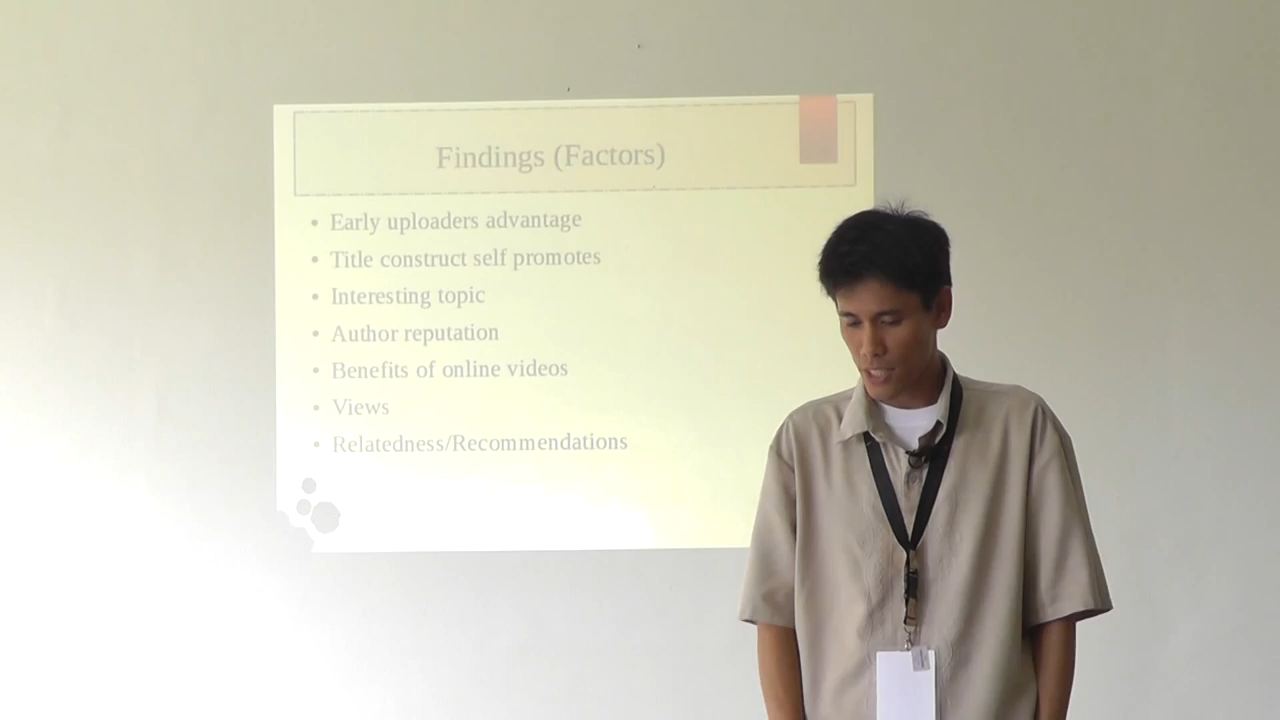 Findings (Factors)
• Early uploaders advantage
• Title construct self promotes
• Interesting topic
• Author reputation
• Benefits of online videos
• Views
• Relatedness/Recommendations